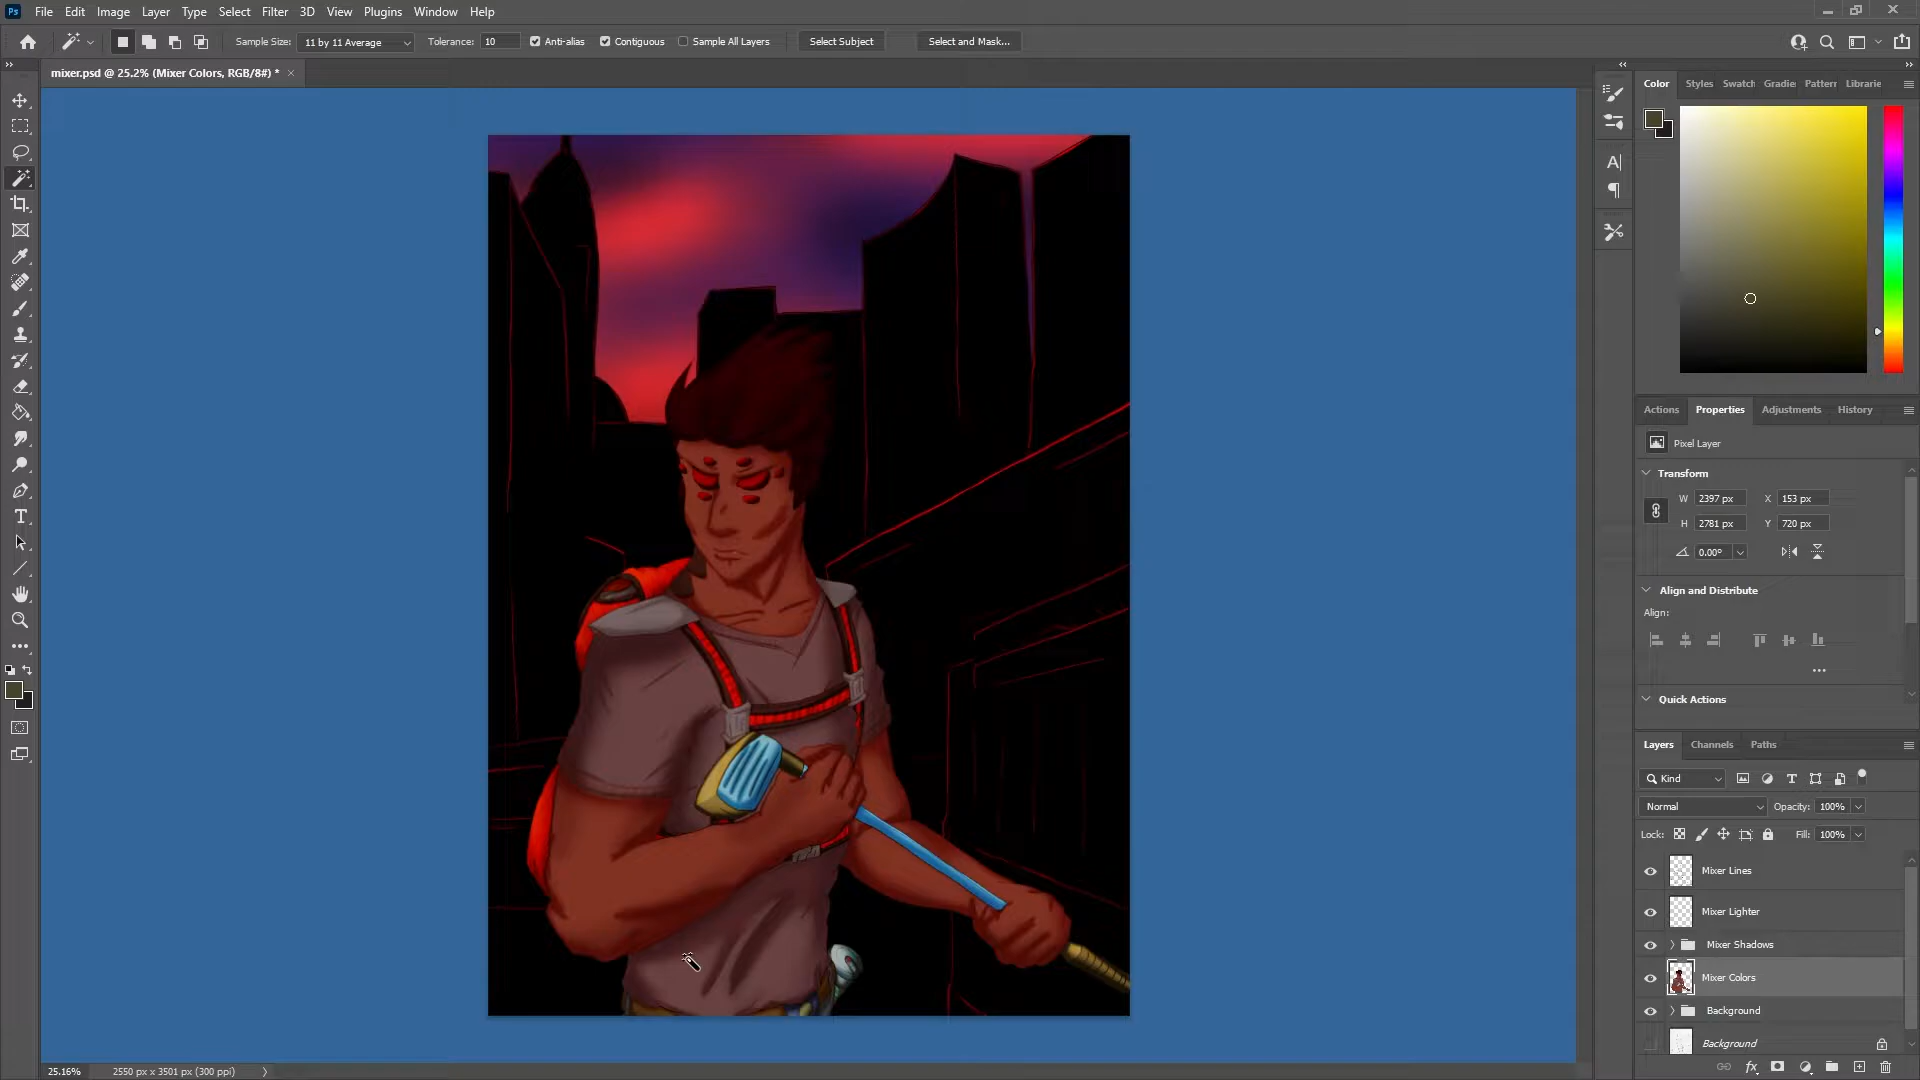 Ps File Edit Image Layer Type Select Filter 3D View Plugins Window Help
Sample Size: 11 by 11 Average Tolerance: 10 Anti-alias Contiguous Sample All Layers Select Subject Select and Mask...
mixer.psd @ 25.2% (Mixer Colors, RGB/8#) * ×
Color Styles Swatch Gradie Pattern Librarie
Actions Properties Adjustments History
Pixel Layer
Transform
W 2397 px X 153 px
H 2781 px Y 720 px
0.00°
Align and Distribute
Align:
Quick Actions
Layers Channels Paths
Kind
Normal Opacity: 100%
Lock: Fill: 100%
Mixer Lines
Mixer Lighter
Mixer Shadows
Mixer Colors
Background
Background
fx
25.16% 2550 px x 3501 px (300 ppi)